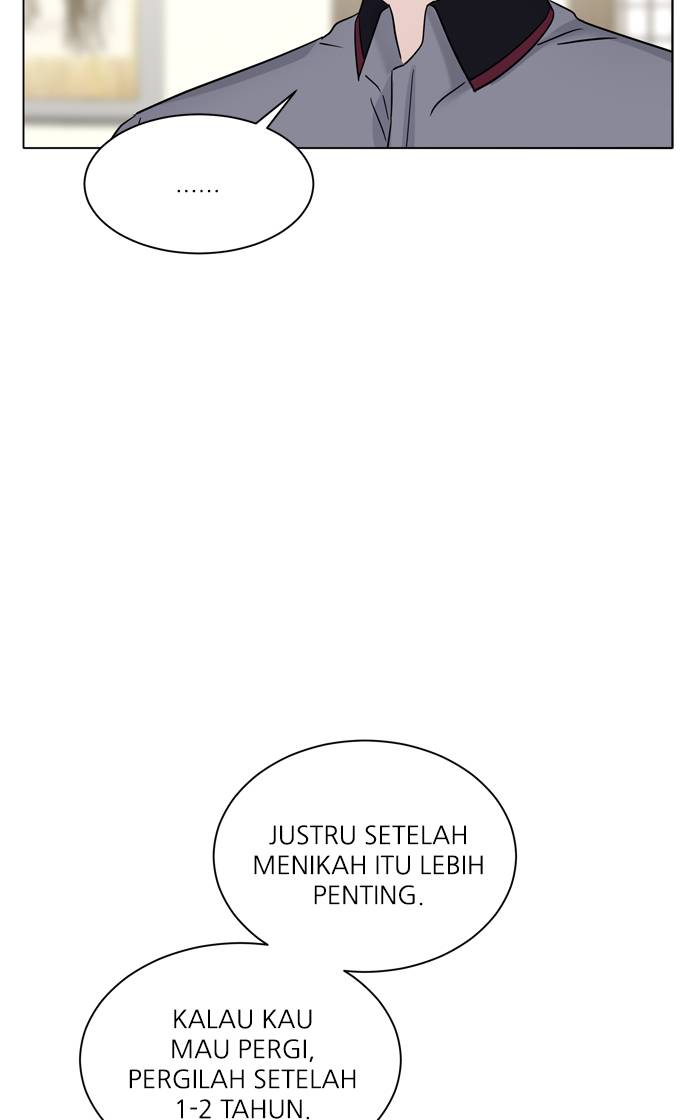 ......
JUSTRU SETELAH
MENIKAH ITU LEBIH
PENTING.
KALAU KAU
MAU PERGI,
PERGILAH SETELAH
1-2 TAHUN.